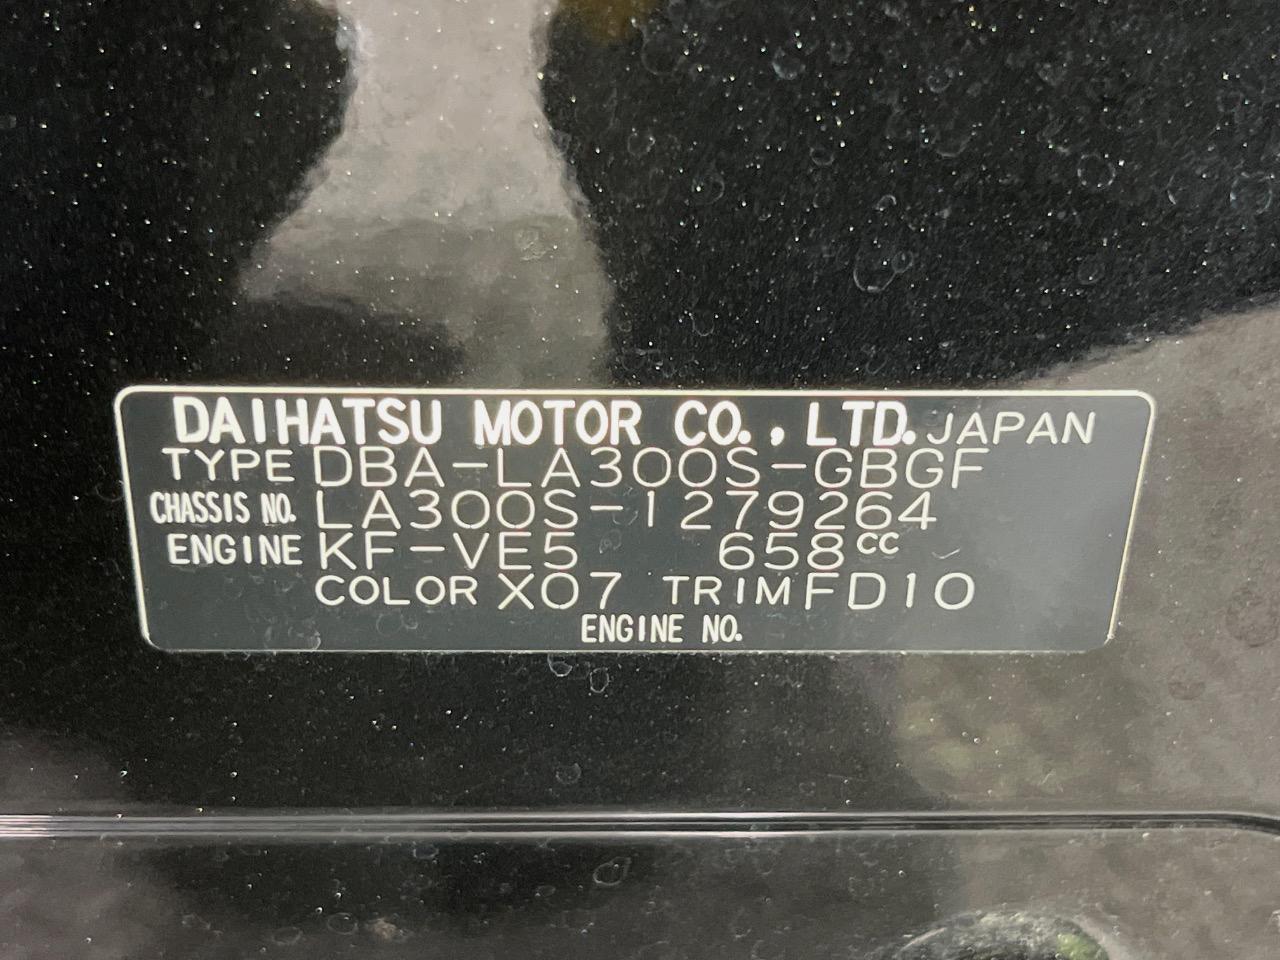 DAIHATSU MOTOR CO., LTD. JAPAN
TYPE DBA-LA300S-GBGF
CHASSIS NO. LA300S-1279264
ENGINE KF-VE5 658cc
COLOR X07 TRIM FD10
ENGINE NO.